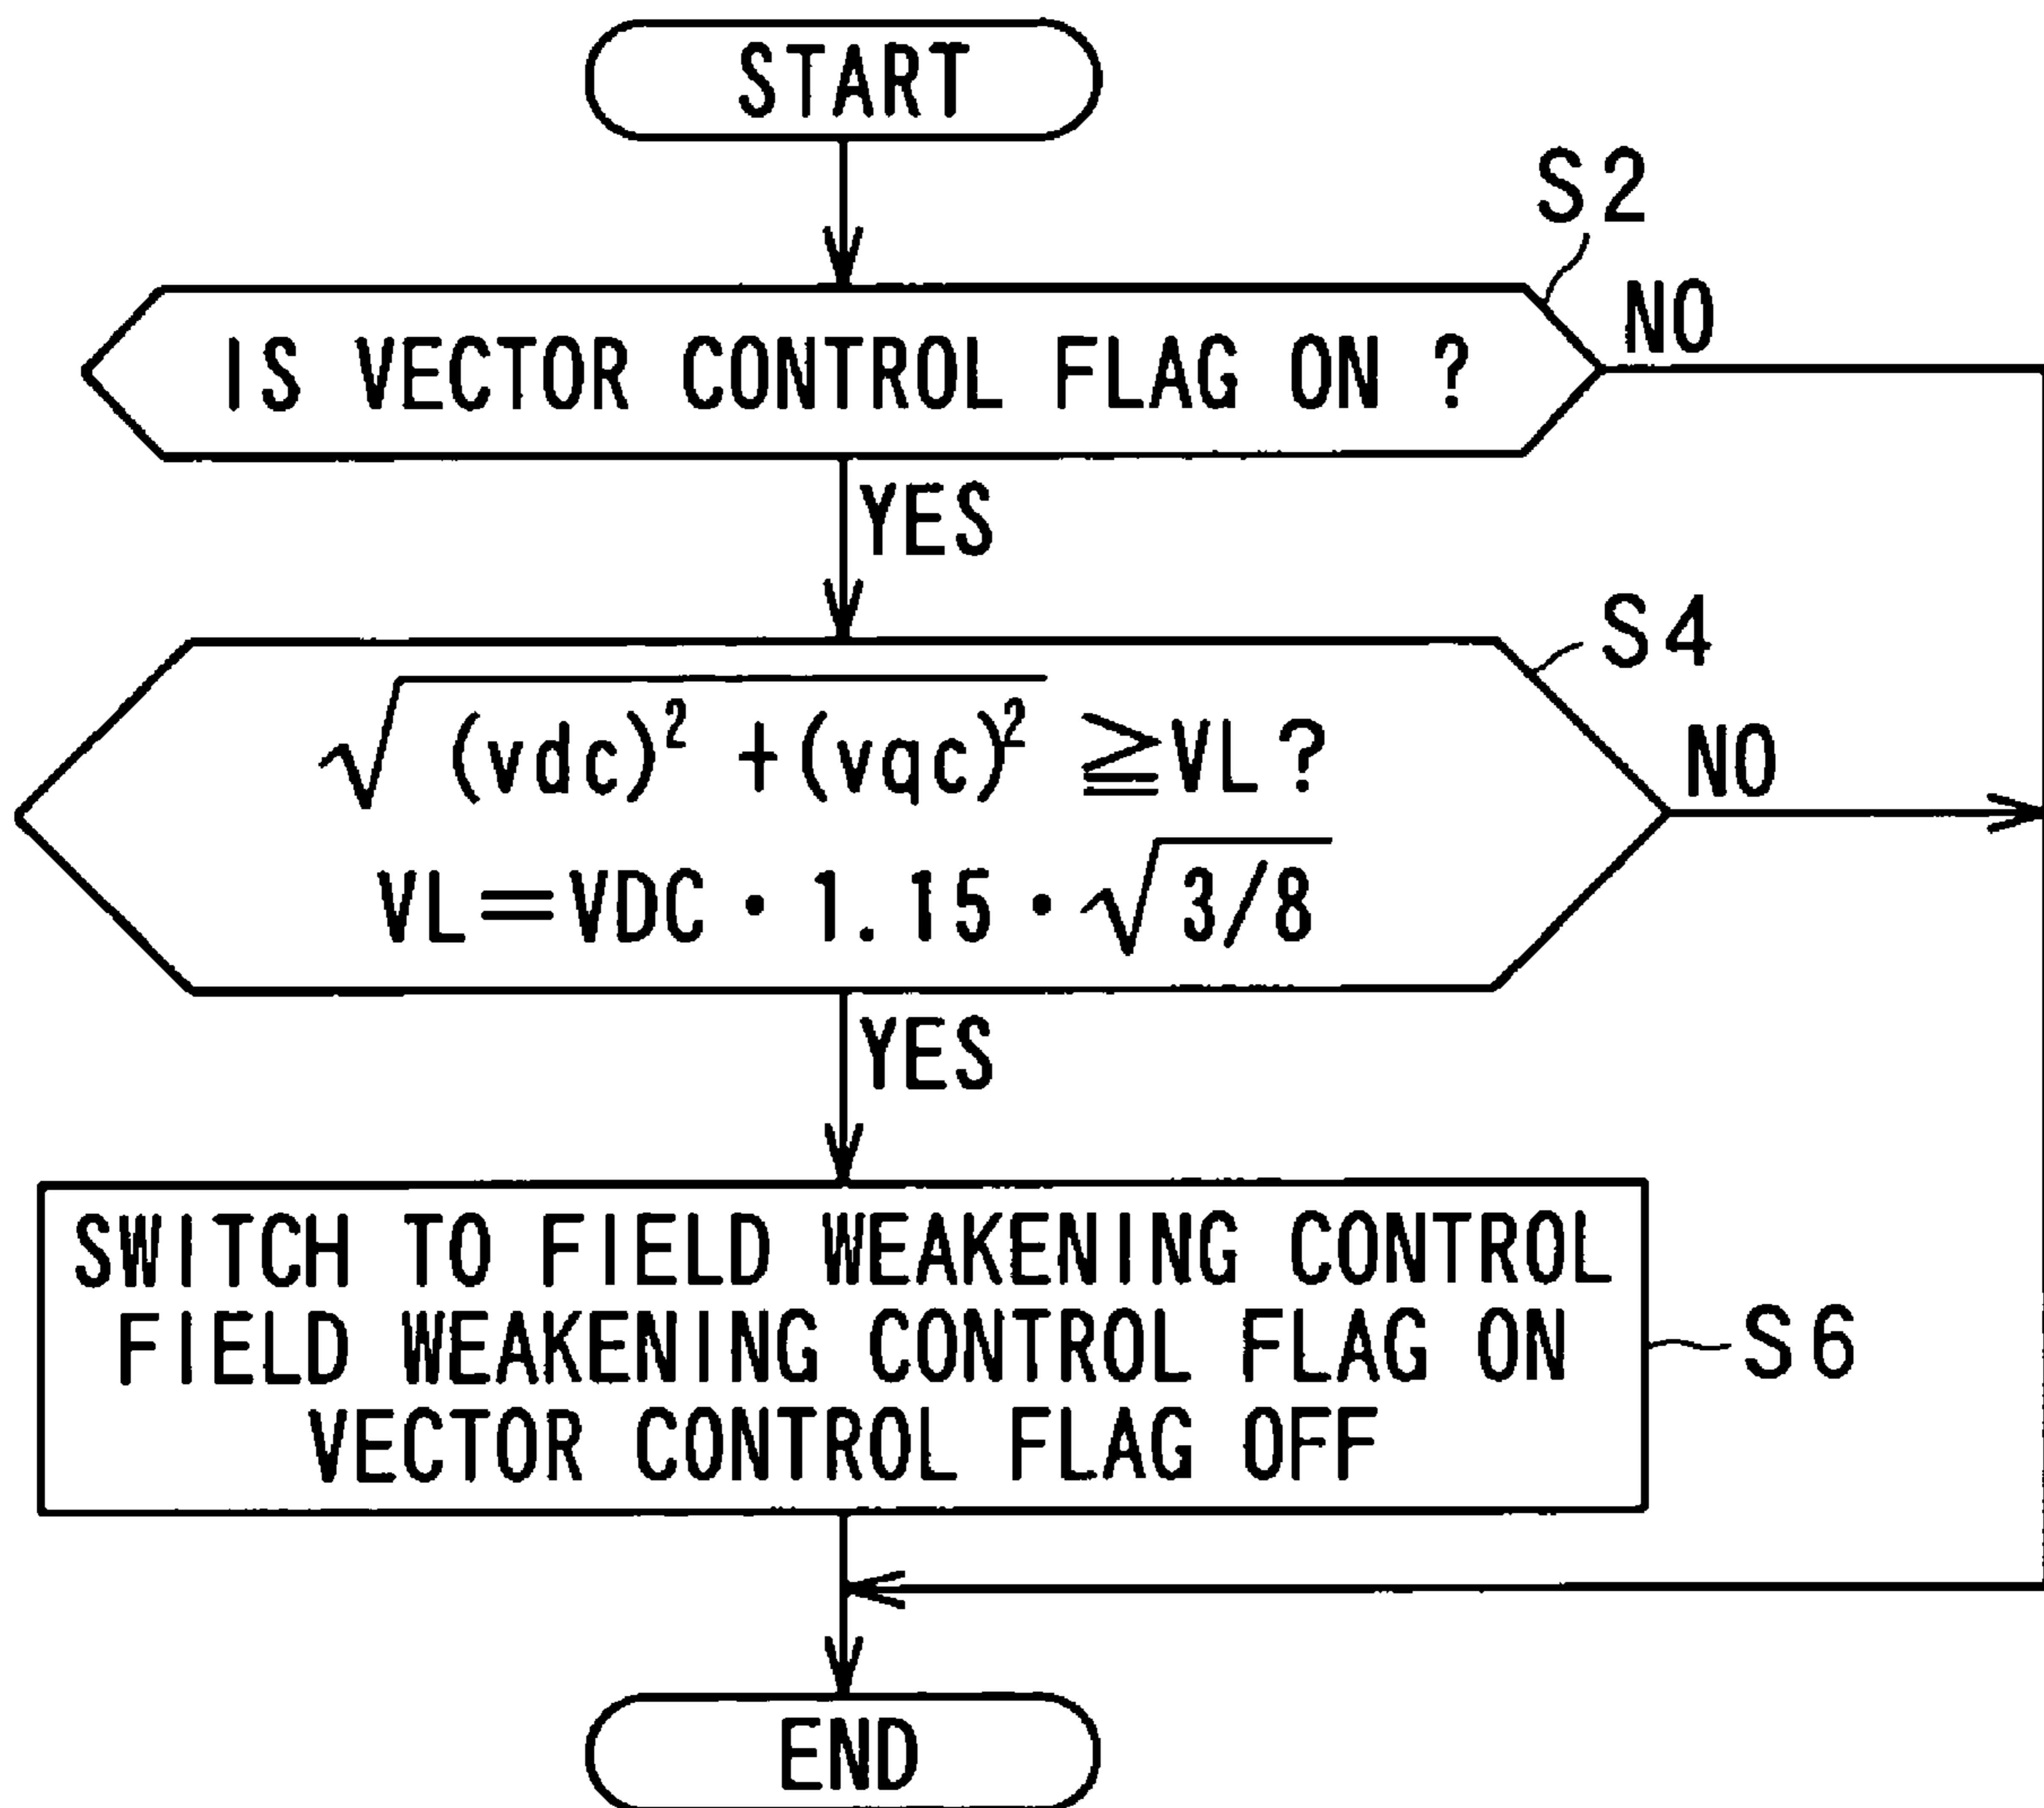 START
S2
IS VECTOR CONTROL FLAG ON ?
NO
YES
S4
√(vdc)² +(vqc)² ≧VL?
NO
VL=VDC · 1.15 · √3/8
YES
SWITCH TO FIELD WEAKENING CONTROL
FIELD WEAKENING CONTROL FLAG ON
S6
VECTOR CONTROL FLAG OFF
END